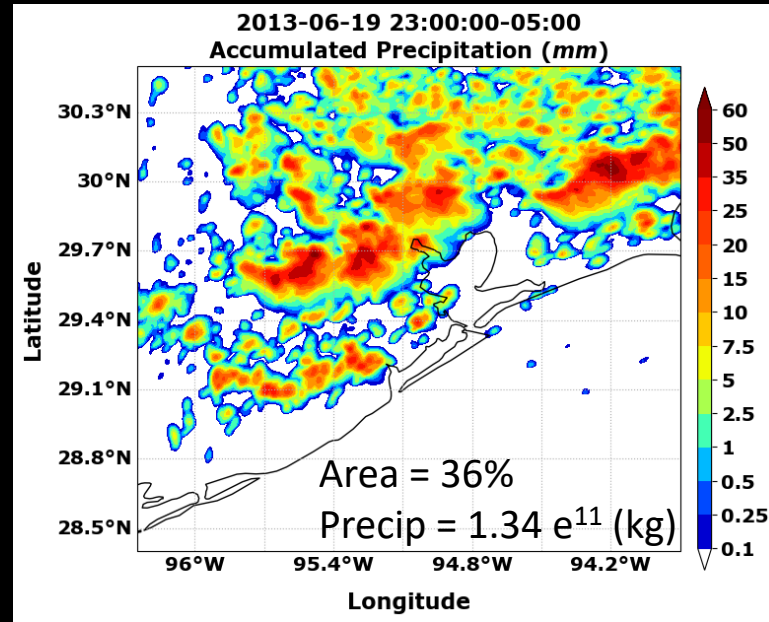 2013-06-19 23:00:00-05:00
Accumulated Precipitation (mm)
30.3°N
30°N
29.7°N
29.4°N
29.1°N
28.8°N
28.5°N
Latitude
96°W
95.4°W
94.8°W
94.2°W
Longitude
60
50
35
25
20
15
10
7.5
5
2.5
1
0.5
0.25
0.1
Area = 36%
Precip = 1.34 e¹¹ (kg)